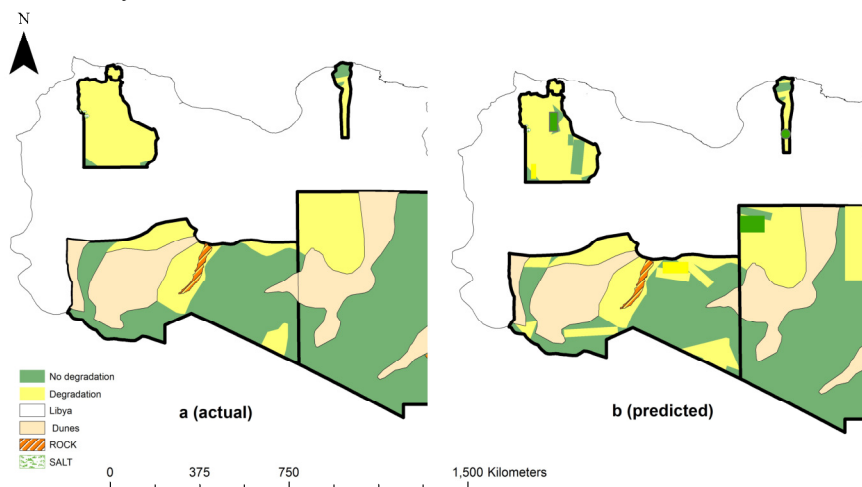 N
No degradation
Degradation
Libya
Dunes
ROCK
SALT
a (actual)
b (predicted)
0 375 750 1,500 Kilometers